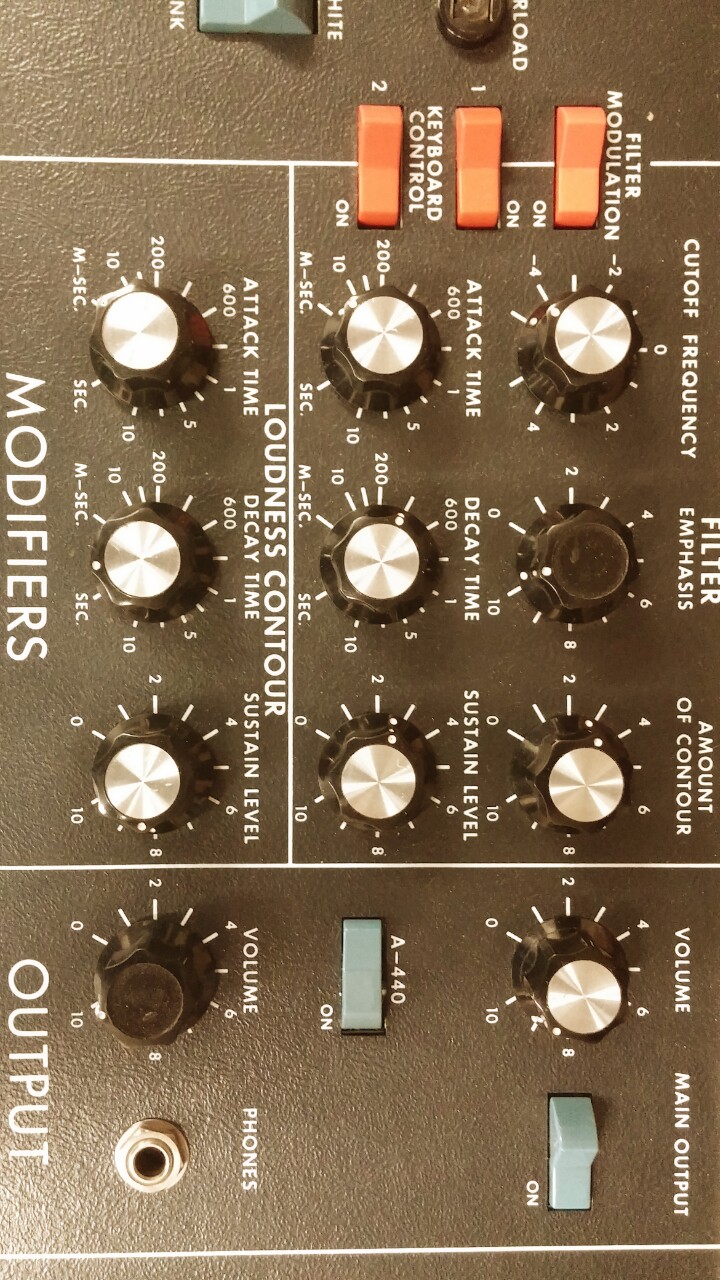 FILTER
MODULATION
ON
1
KEYBOARD
CONTROL
ON
2
ON
FILTER
CUTOFF FREQUENCY
-4 -2 0 2 4
EMPHASIS
0 2 4 6 8 10
AMOUNT
OF CONTOUR
0 2 4 6 8 10
ATTACK TIME
M-SEC. 10 200 600 1 5 10 SEC.
DECAY TIME
M-SEC. 10 200 600 1 5 10 SEC.
SUSTAIN LEVEL
0 2 4 6 8 10
LOUDNESS CONTOUR
ATTACK TIME
M-SEC. 10 200 600 1 5 10 SEC.
DECAY TIME
M-SEC. 10 200 600 1 5 10 SEC.
SUSTAIN LEVEL
0 2 4 6 8 10
MODIFIERS
VOLUME
0 2 4 6 8 10
MAIN OUTPUT
ON
A-440
ON
VOLUME
0 2 4 6 8 10
PHONES
OUTPUT